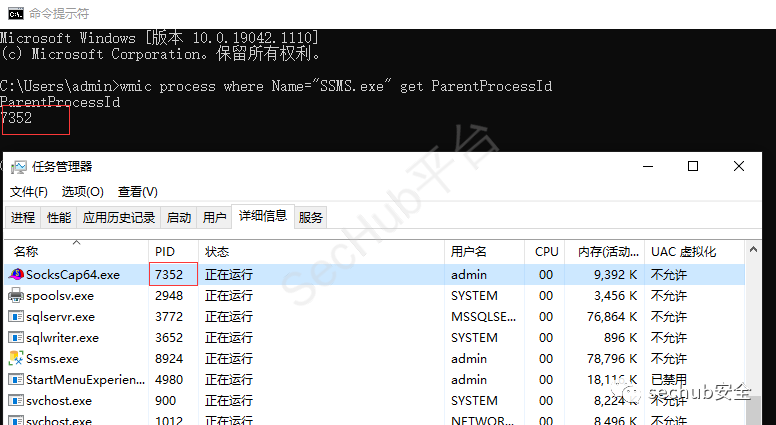 命令提示符
Microsoft Windows [版本 10.0.19042.1110]
(c) Microsoft Corporation。保留所有权利。
C:\Users\admin>wmic process where Name="SSMS.exe" get ParentProcessId
ParentProcessId
7352
任务管理器
文件(F) 选项(O) 查看(V)
进程 性能 应用历史记录 启动 用户 详细信息 服务
名称 PID 状态 用户名 CPU 内存(活动... UAC 虚拟化
SocksCap64.exe 7352 正在运行 admin 00 9,392 K 不允许
spoolsv.exe 2948 正在运行 SYSTEM 00 3,456 K 不允许
sqlservr.exe 3772 正在运行 MSSQLSE... 00 76,864 K 不允许
sqlwriter.exe 3652 正在运行 SYSTEM 00 896 K 不允许
Ssms.exe 8924 正在运行 admin 00 78,796 K 不允许
StartMenuExperien... 4980 正在运行 admin 00 18,116 K 已禁用
svchost.exe 900 正在运行 SYSTEM 00 8,224 K 不允许
svchost.exe 1012 正在运行 NETWOR... 00 8,496 K 不允许
SecHub平台
sechub安全